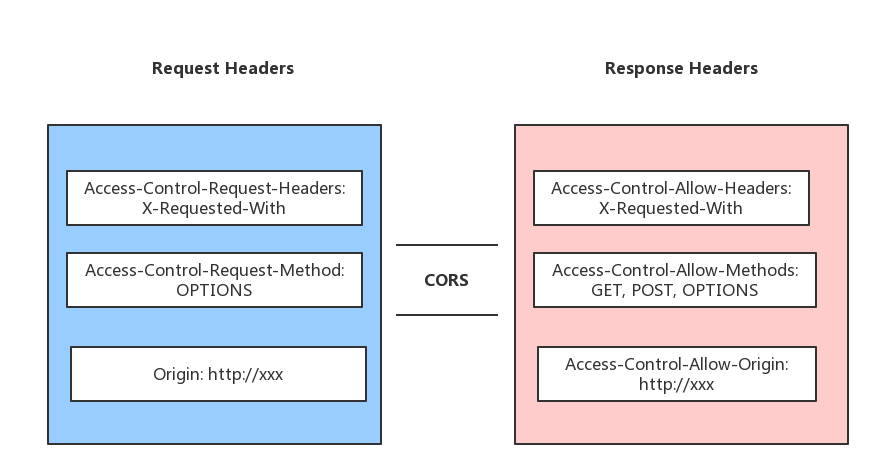 Request Headers
Response Headers
Access-Control-Request-Headers:
X-Requested-With
Access-Control-Request-Method:
OPTIONS
Origin: http://xxx
CORS
Access-Control-Allow-Headers:
X-Requested-With
Access-Control-Allow-Methods:
GET, POST, OPTIONS
Access-Control-Allow-Origin:
http://xxx